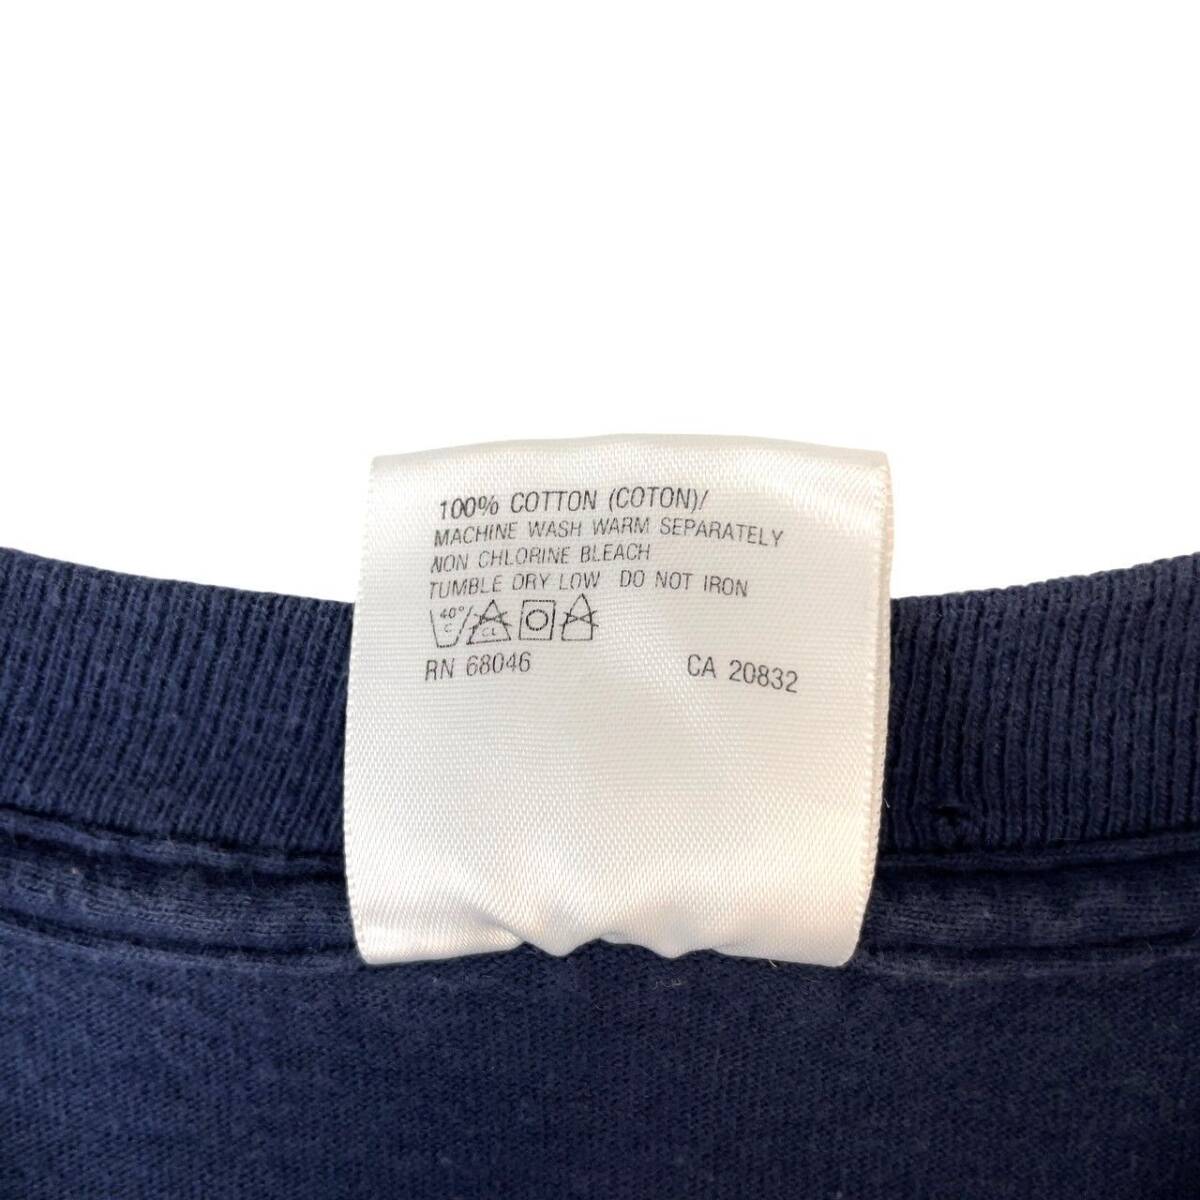 100% COTTON (COTON)/
MACHINE WASH WARM SEPARATELY
NON CHLORINE BLEACH
TUMBLE DRY LOW DO NOT IRON
40° C CL
RN 68046 CA 20832